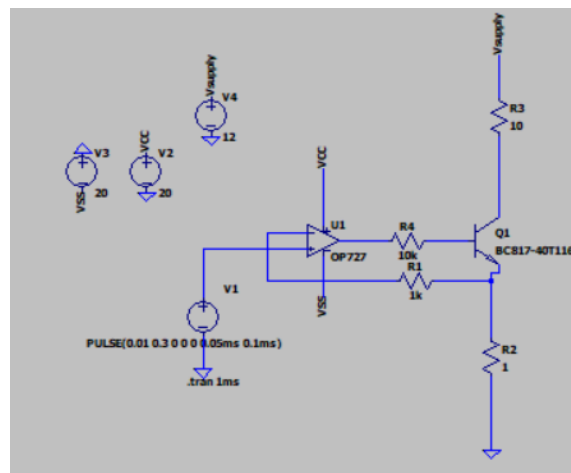 Vsupply
Vsupply
V4
12
R3
10
V3
20
VSS
VCC
V2
20
VCC
U1
OP727
VSS
R4
10k
Q1
BC817-40T116
R1
1k
V1
PULSE(0.01 0.3 0 0 0 0.05ms 0.1ms)
R2
1
.tran 1ms